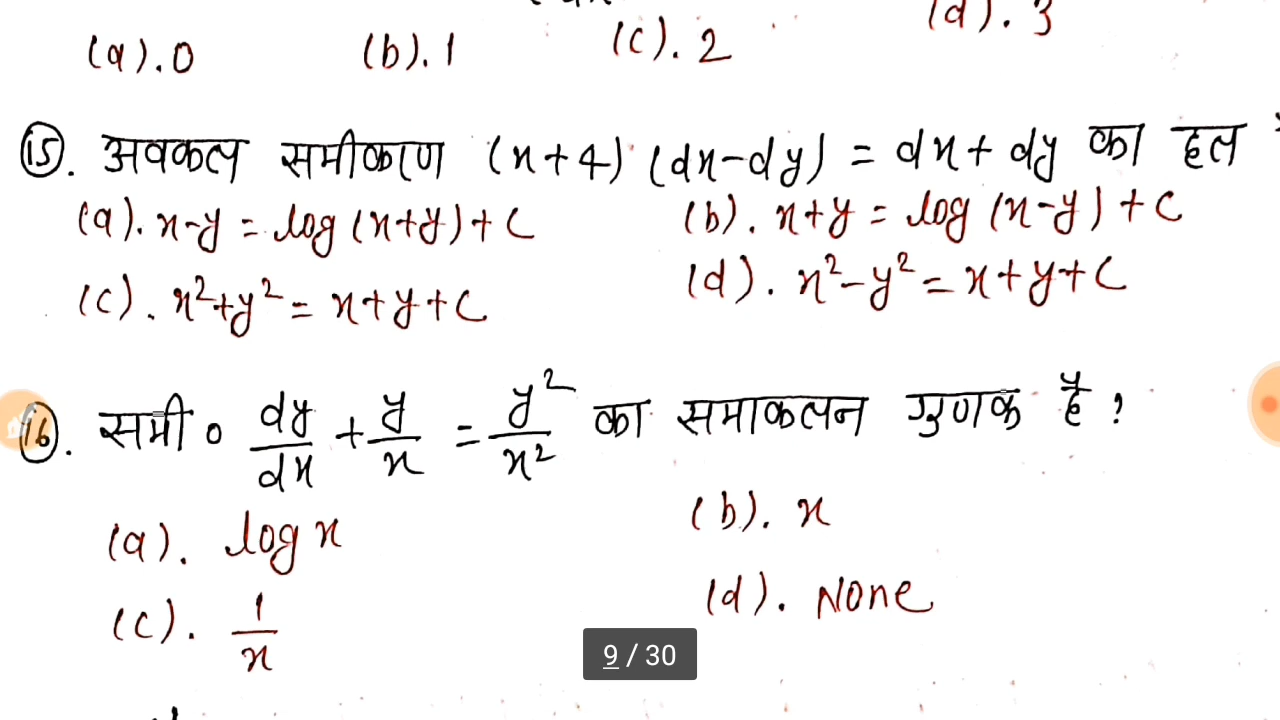 (a). 0 (b). 1 (c). 2 (d). 3
(15). अवकल समीकरण (x+4) (dx-dy) = dx+dy का हल
(a). x-y = log (x+y) + c (b). x+y = log (x-y) + c
(c). x²+y² = x+y+c (d). x²-y² = x+y+c
(16). समी० dy/dx + y/x = y²/x² का समाकलन गुणक है ?
(a). log x (b). x
(c). 1/x (d). None
9 / 30